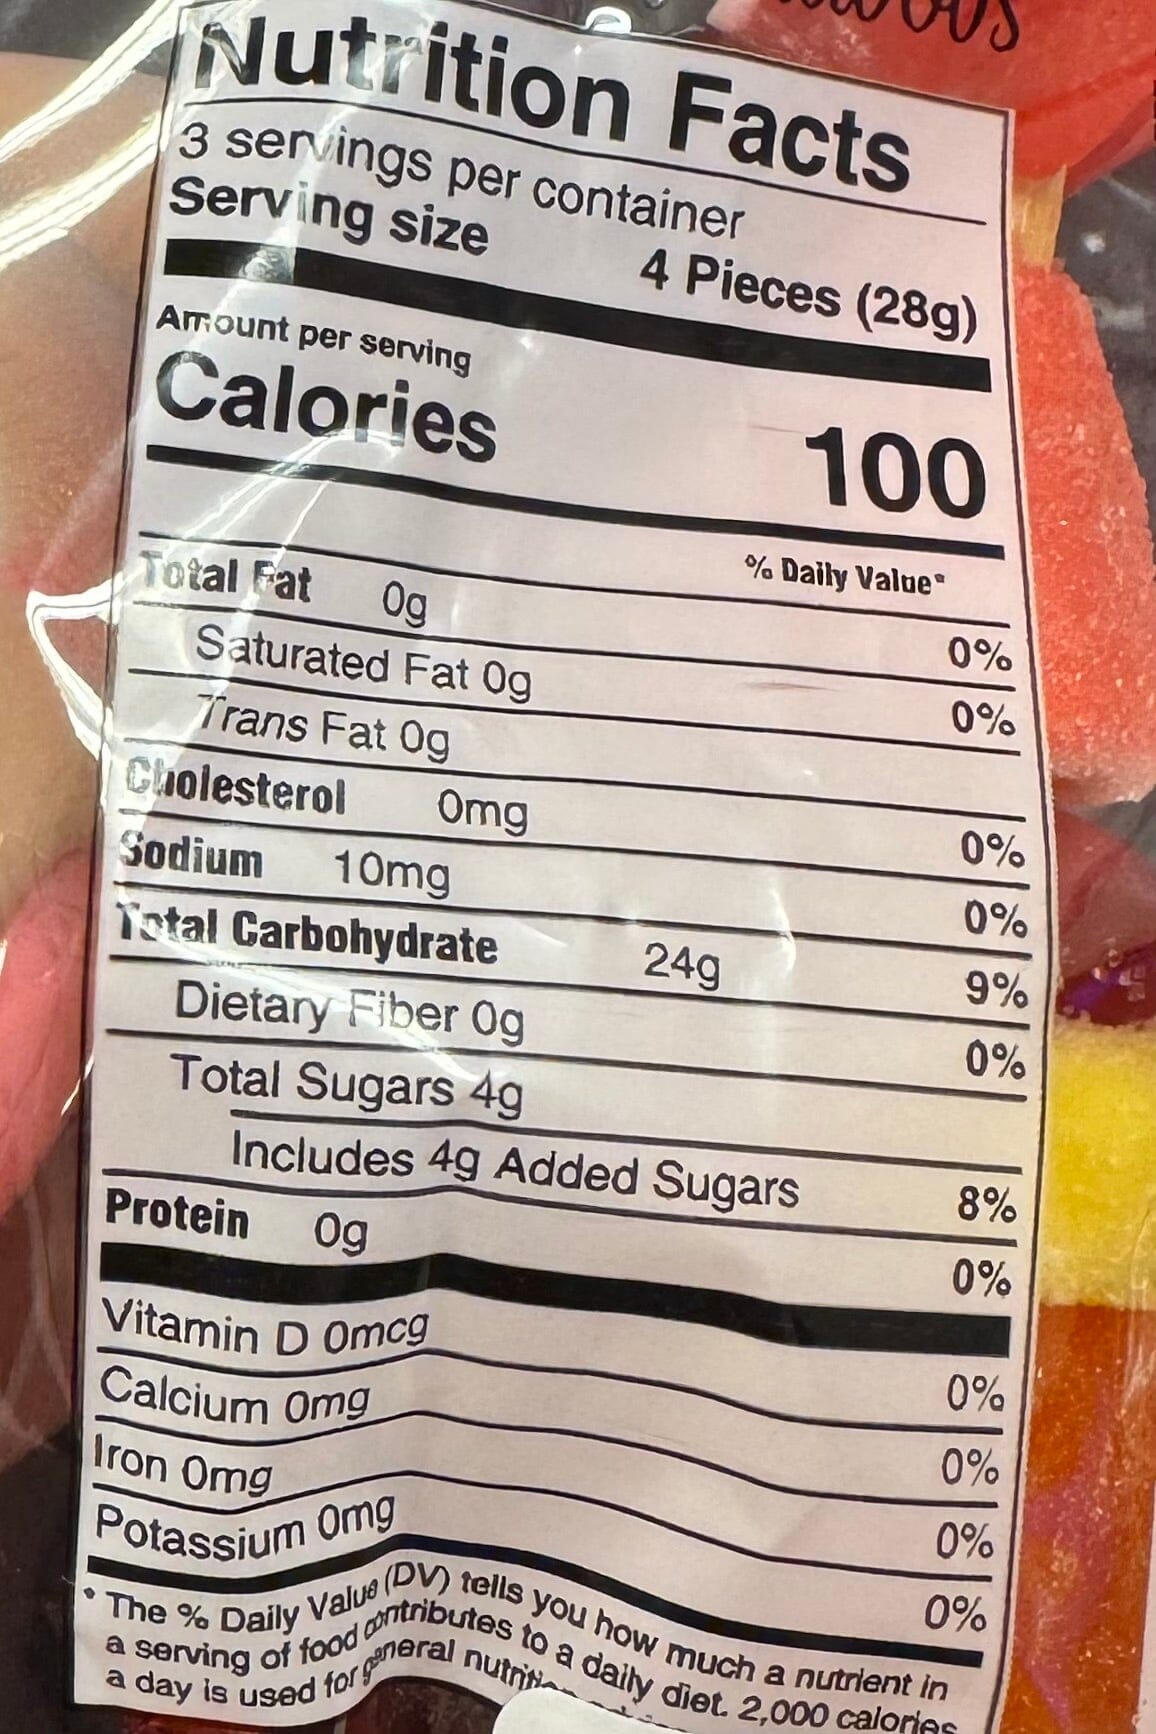 Nutrition Facts
3 servings per container
Serving size 4 Pieces (28g)
Amount per serving
Calories 100
% Daily Value*
Total Fat 0g 0%
Saturated Fat 0g 0%
Trans Fat 0g
Cholesterol 0mg 0%
Sodium 10mg 0%
Total Carbohydrate 24g 9%
Dietary Fiber 0g 0%
Total Sugars 4g
Includes 4g Added Sugars 8%
Protein 0g 0%
Vitamin D 0mcg 0%
Calcium 0mg 0%
Iron 0mg 0%
Potassium 0mg 0%
* The % Daily Value (DV) tells you how much a nutrient in
a serving of food contributes to a daily diet. 2,000 calories
a day is used for general